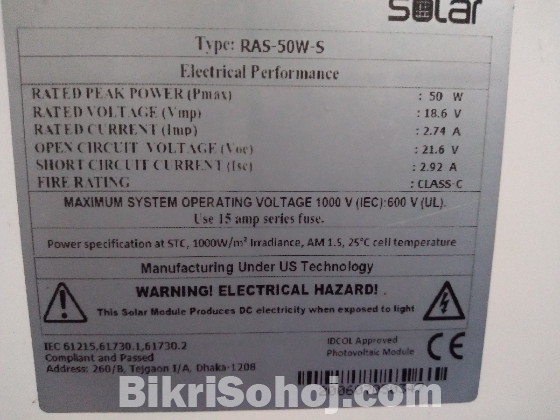 SOLAR
Type: RAS-50W-S
Electrical Performance
RATED PEAK POWER (Pmax) : 50 W
RATED VOLTAGE (Vmp) : 18.6 V
RATED CURRENT (Imp) : 2.74 A
OPEN CIRCUIT VOLTAGE (Voc) : 21.6 V
SHORT CIRCUIT CURRENT (Isc) : 2.92 A
FIRE RATING : CLASS-C
MAXIMUM SYSTEM OPERATING VOLTAGE 1000 V (IEC):600 V (UL).
Use 15 amp series fuse.
Power specification at STC, 1000W/m² Irradiance, AM 1.5, 25°C cell temperature
Manufacturing Under US Technology
WARNING! ELECTRICAL HAZARD!
This Solar Module Produces DC electricity when exposed to light
IEC 61215,61730.1,61730.2
Compliant and Passed
Address: 260/B, Tejgann 1/A, Dhaka-1208
IDCOL Approved
Photovoltaic Module
CE
BikriSohoj.com